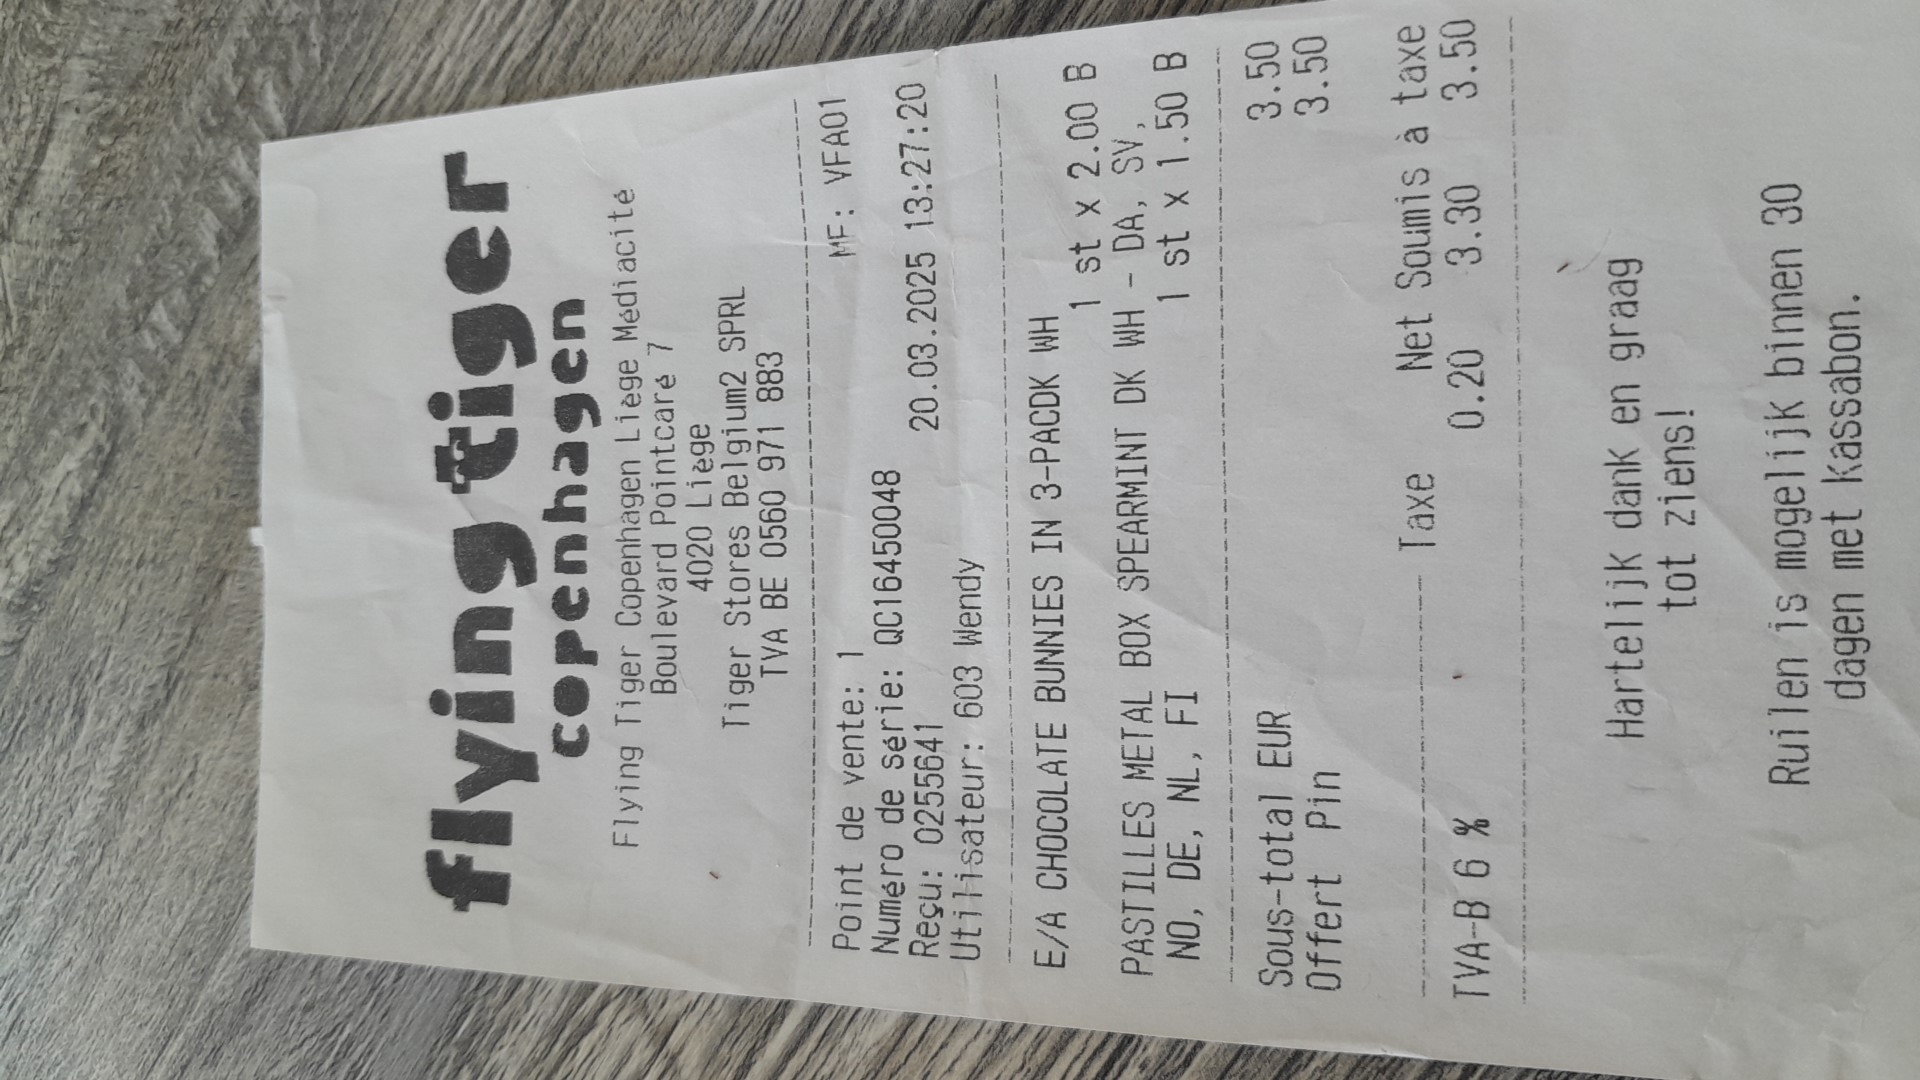 flying tiger
copenhagen
Flying Tiger Copenhagen Liège Médiacité
Boulevard Pointcaré 7
4020 Liège
Tiger Stores Belgium2 SPRL
TVA BE 0560 971 883
Point de vente: 1 MF: VFA01
Numéro de série: QC16450048
Reçu: 0255641 20.03.2025 13:27:20
Utilisateur: 603 Wendy
E/A CHOCOLATE BUNNIES IN 3-PACDK WH
1 st x 2.00 B
PASTILLES METAL BOX SPEARMINT DK WH - DA, SV,
NO, DE, NL, FI 1 st x 1.50 B
Sous-total EUR 3.50
Offert Pin 3.50
Taxe Net Soumis à taxe
TVA-B 6 % 0.20 3.30 3.50
Hartelijk dank en graag
tot ziens!
Ruilen is mogelijk binnen 30
dagen met kassabon.